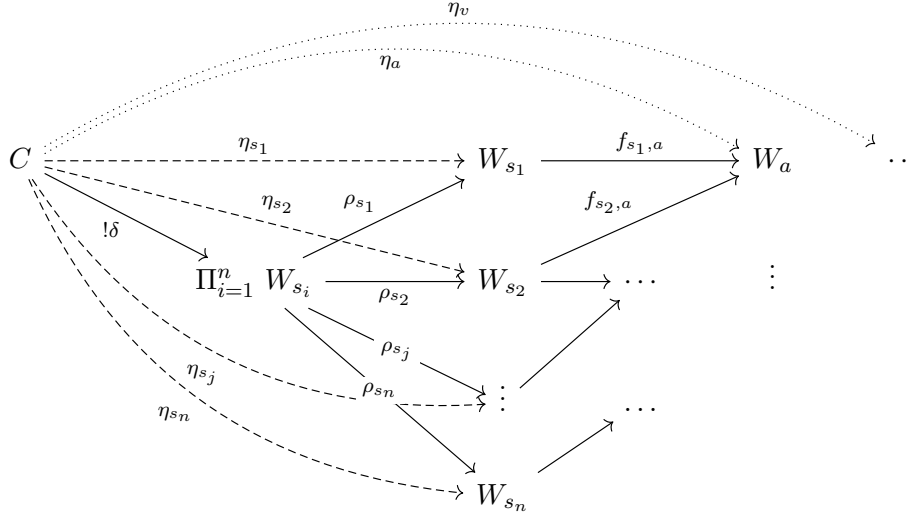 η_v
η_a
η_{s_1} f_{s_1,a}
C W_{s_1} W_a ..
ρ_{s_1} η_{s_2} f_{s_2,a}
!δ
Π_{i=1}^n W_{s_i} ρ_{s_2} W_{s_2} ... ⋮
ρ_{s_j}
η_{s_j} ρ_{s_n}
η_{s_n} ⋮ ...
W_{s_n}